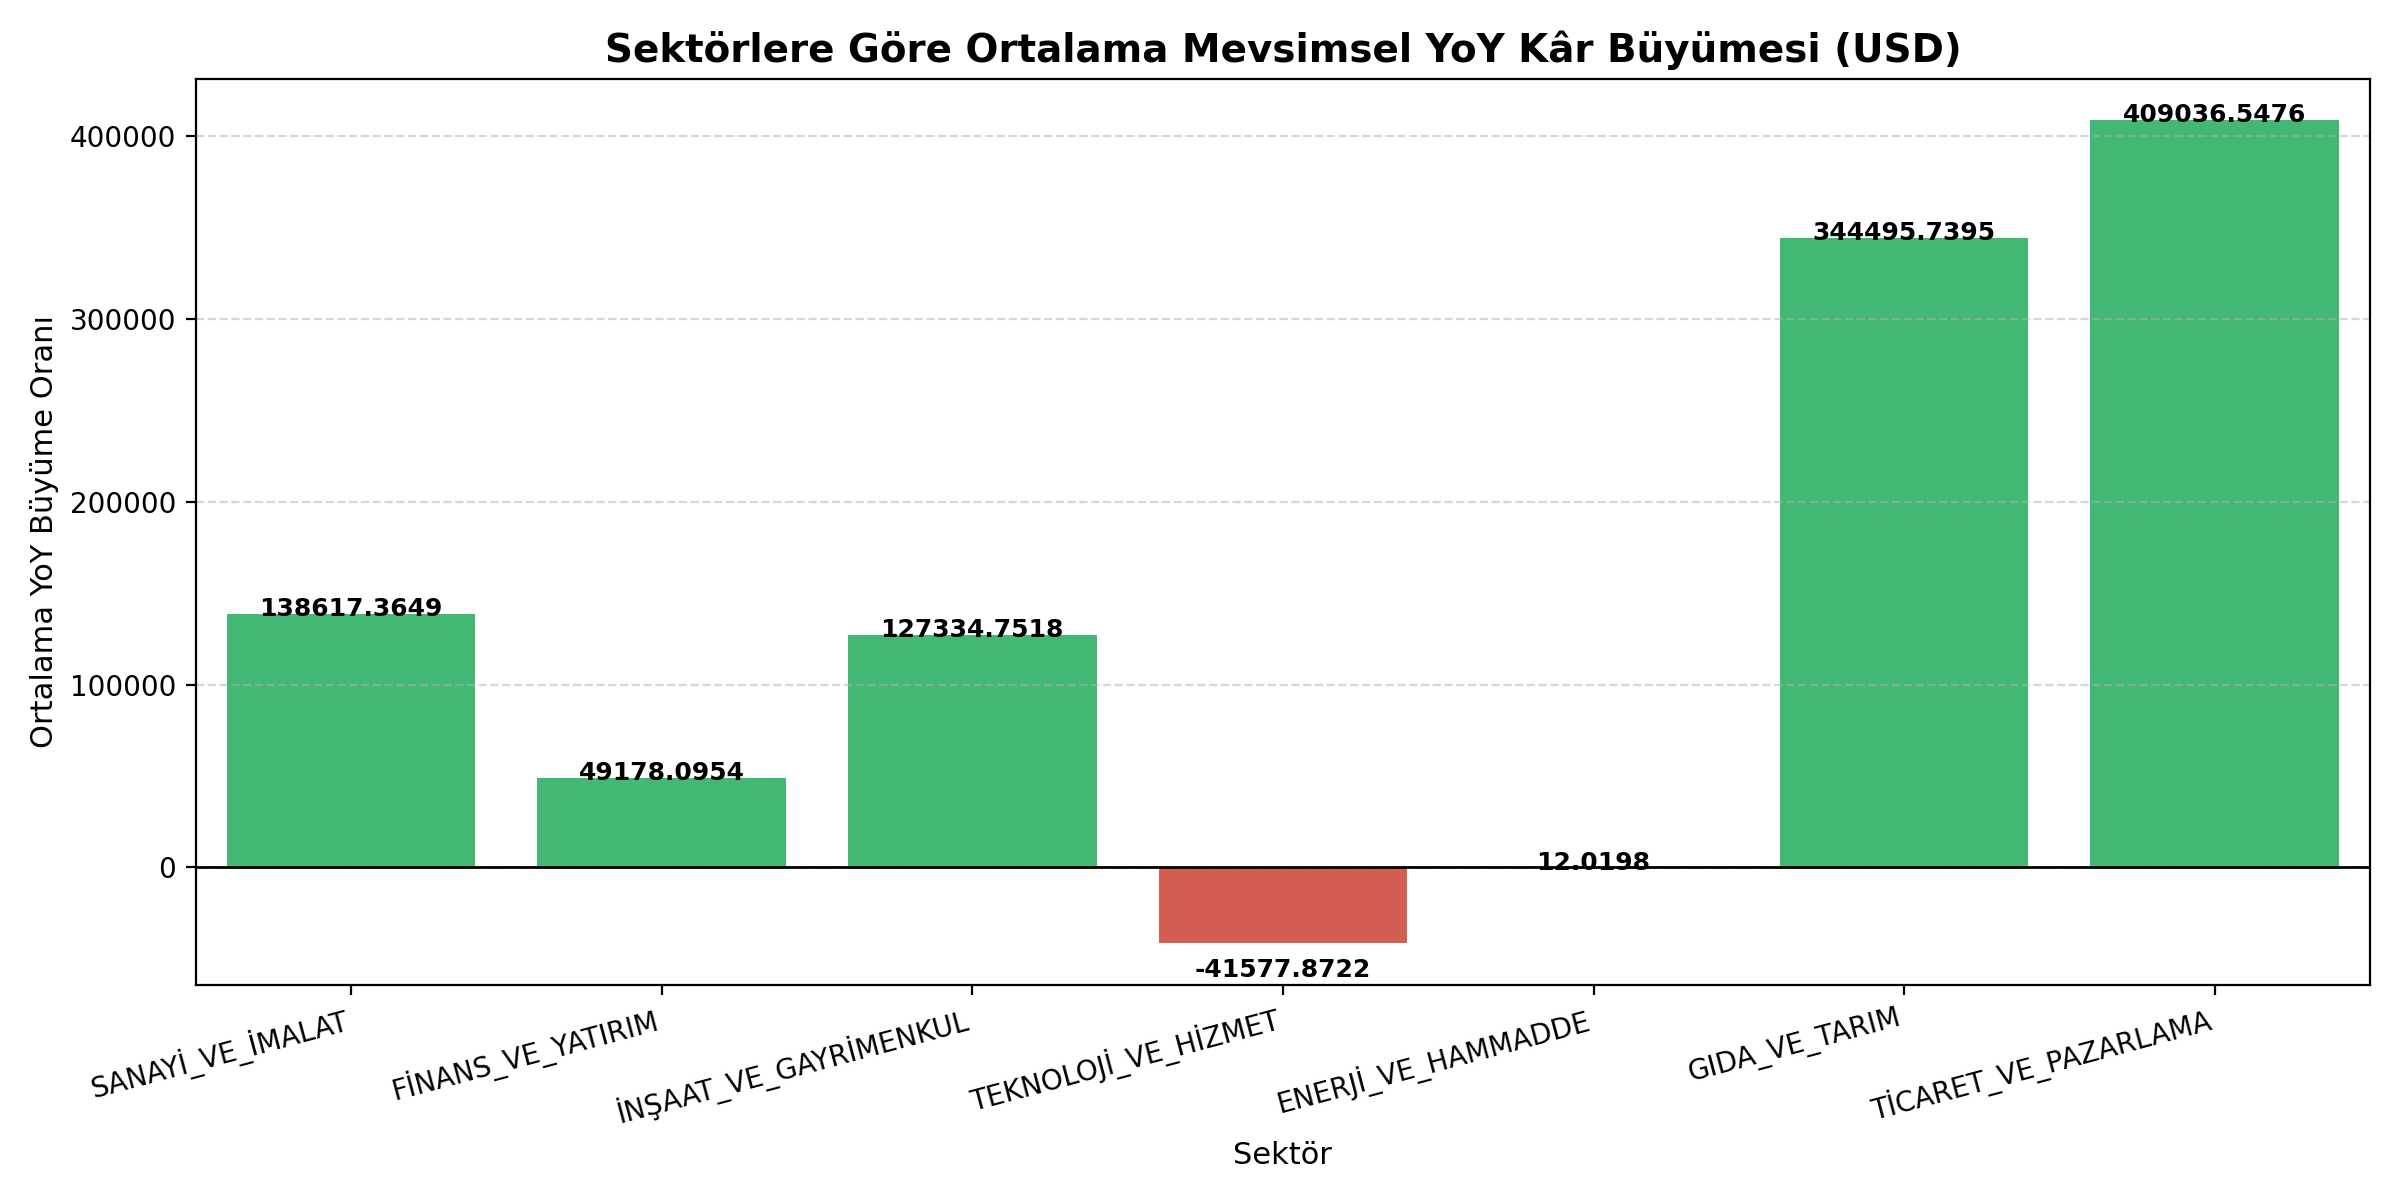 Sektörlere Göre Ortalama Mevsimsel YoY Kâr Büyümesi (USD)
Ortalama YoY Büyüme Oranı
400000
300000
200000
100000
0
138617.3649
49178.0954
127334.7518
-41577.8722
12.0198
344495.7395
409036.5476
SANAYİ_VE_İMALAT
FİNANS_VE_YATIRIM
İNŞAAT_VE_GAYRİMENKUL
TEKNOLOJİ_VE_HİZMET
ENERJİ_VE_HAMMADDE
GIDA_VE_TARIM
TİCARET_VE_PAZARLAMA
Sektör